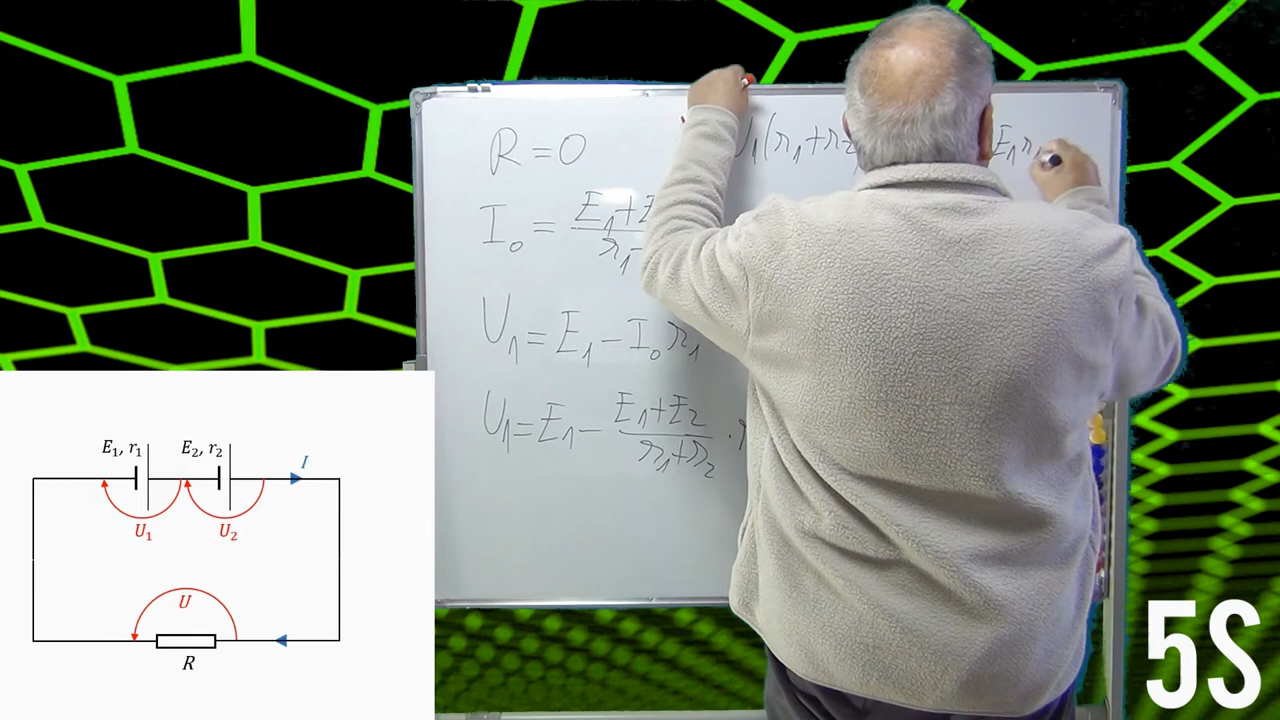 R = 0
U₁(r₁+r₂
E₁r₁
I₀ = E₁+E
r₁
U₁ = E₁ − I₀r₁
U₁ = E₁ − E₁+E₂ / r₁+r₂ ·
E₁, r₁ E₂, r₂ I
U₁ U₂
U
R
5S